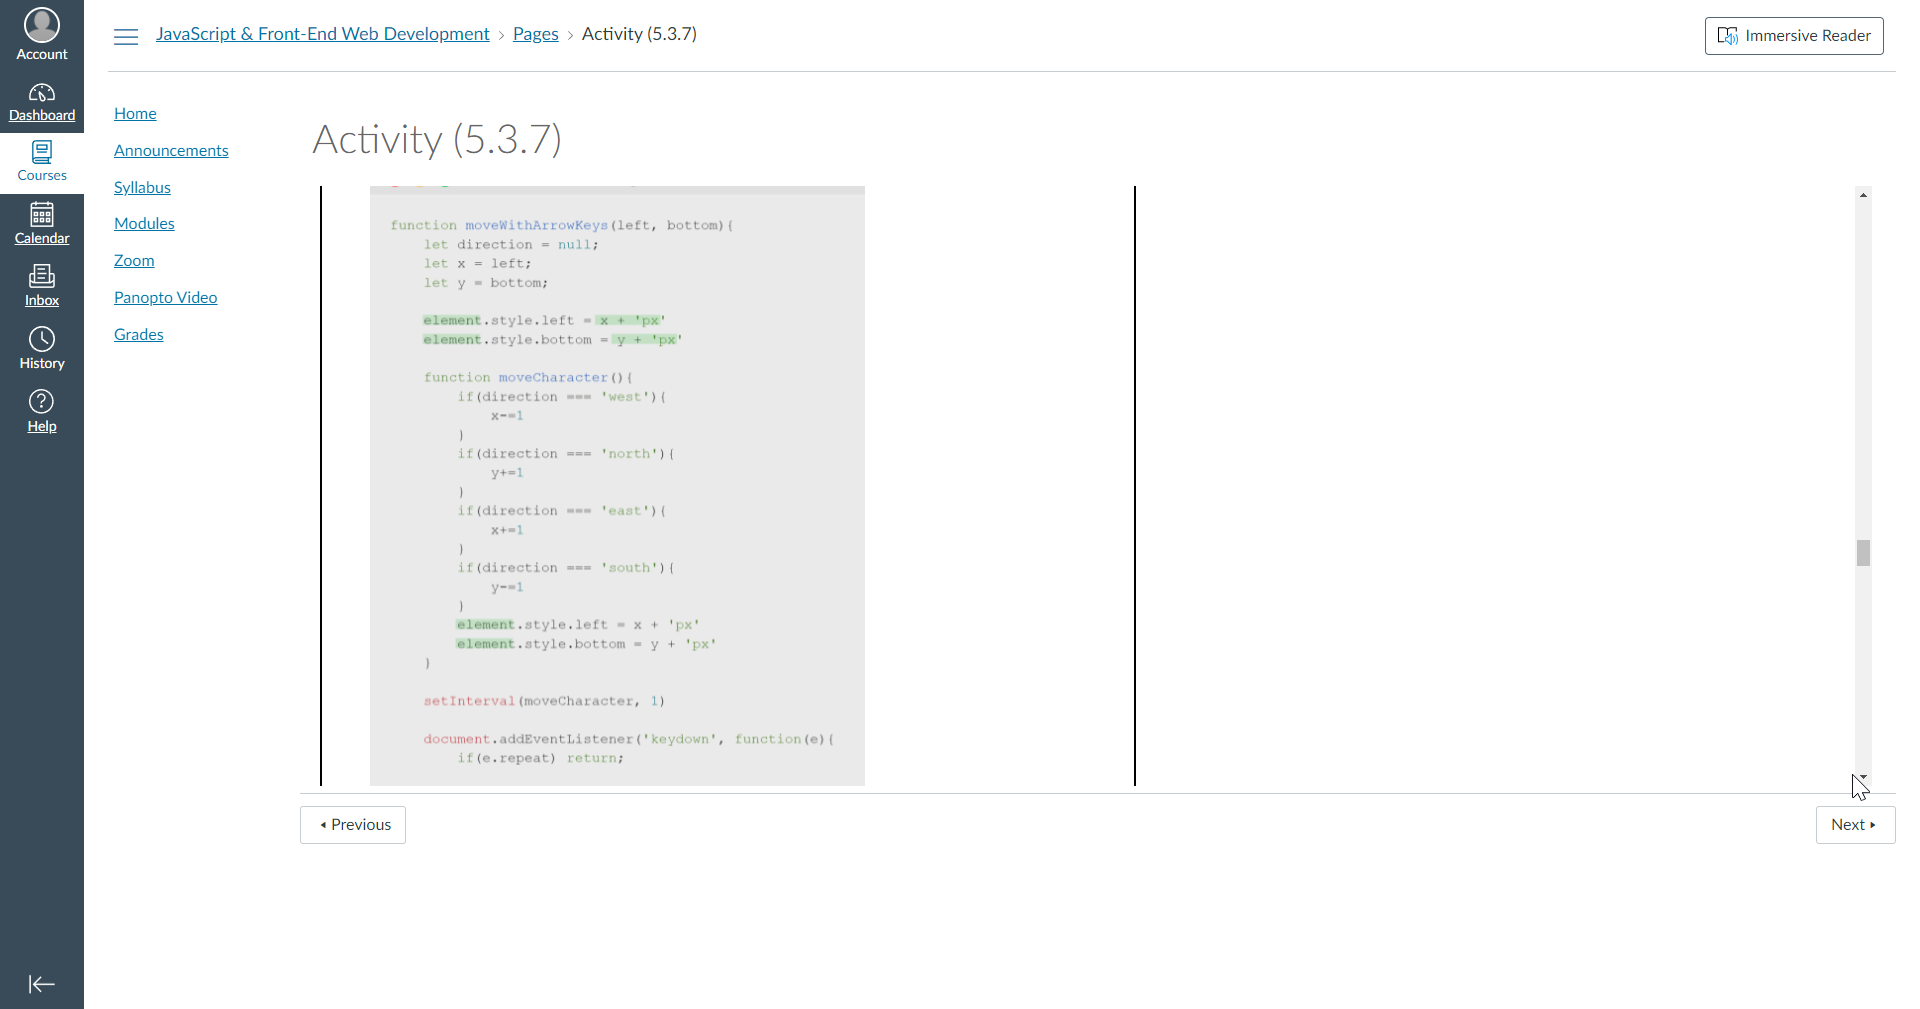 Account
Dashboard
Courses
Calendar
Inbox
History
Help
JavaScript & Front-End Web Development › Pages › Activity (5.3.7)
Immersive Reader
Home
Announcements
Syllabus
Modules
Zoom
Panopto Video
Grades
Activity (5.3.7)
function moveWithArrowKeys(left, bottom){
let direction = null;
let x = left;
let y = bottom;
element.style.left = x + 'px'
element.style.bottom = y + 'px'
function moveCharacter(){
if(direction === 'west'){
x-=1
}
if(direction === 'north'){
y+=1
}
if(direction === 'east'){
x+=1
}
if(direction === 'south'){
y-=1
}
element.style.left = x + 'px'
element.style.bottom = y + 'px'
}
setInterval(moveCharacter, 1)
document.addEventListener('keydown', function(e){
if(e.repeat) return;
Previous
Next